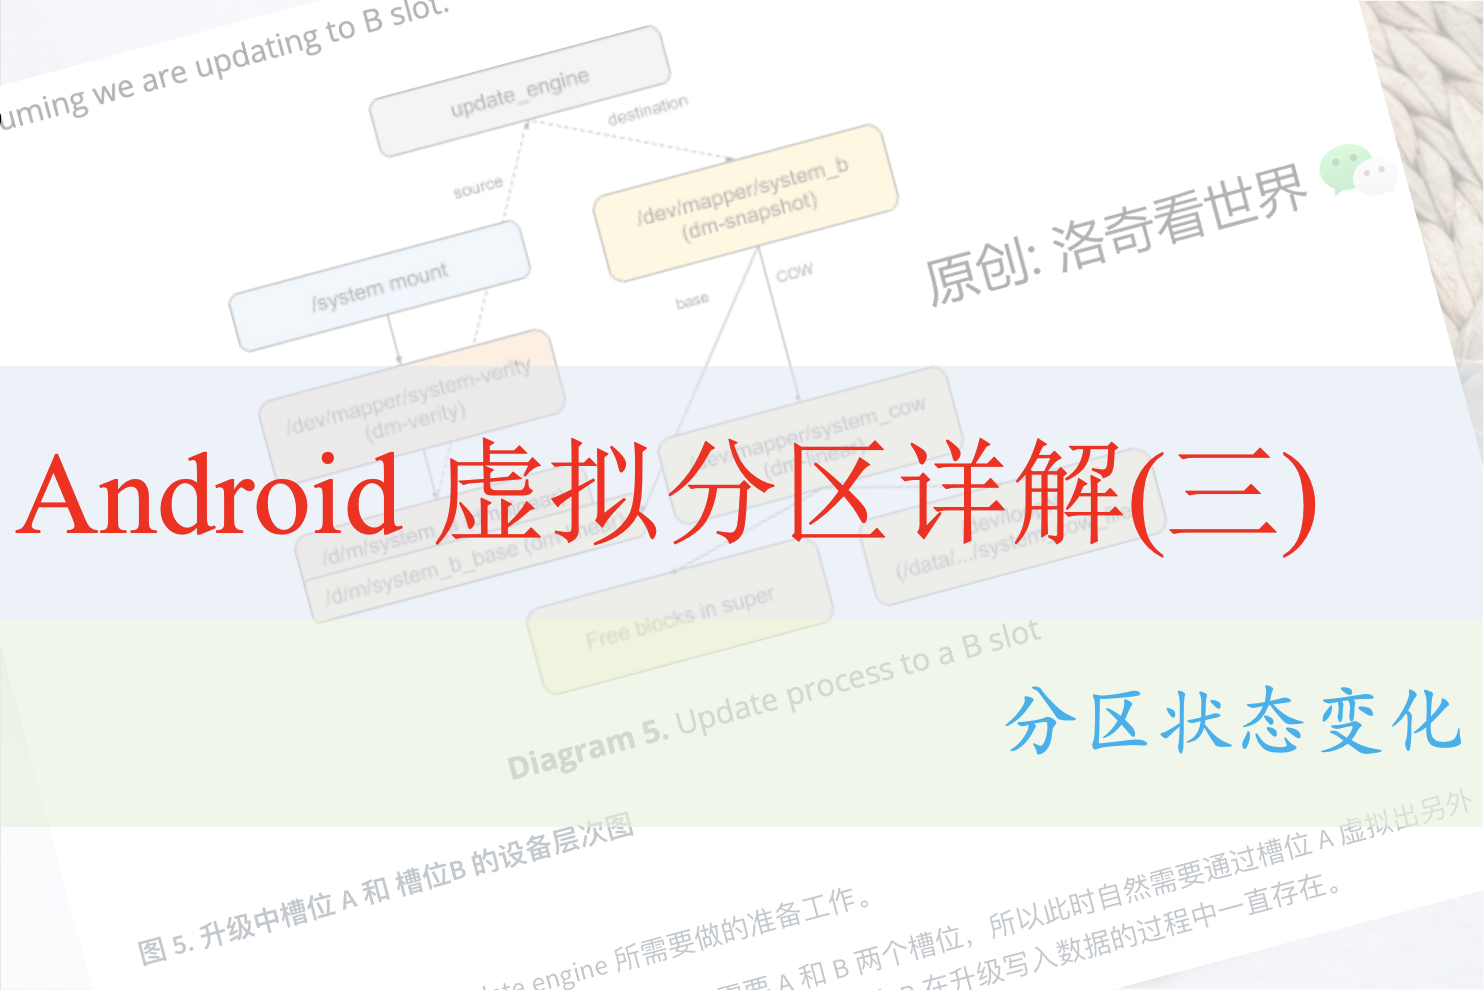 uming we are updating to B slot.
update_engine
destination
source
/dev/mapper/system_b
(dm-snapshot)
原创: 洛奇看世界
/system mount
base
COW
/dev/mapper/system-verity
(dm-verity)
/dev/mapper/system_cow
(dm-linear)
Android 虚拟分区详解(三)
/d/m/system
/d/m/system_b_base (dm-linear)
(/data/.../system_cow_file)
Free blocks in super
Diagram 5. Update process to a B slot
分区状态变化
图 5. 升级中槽位 A 和 槽位B 的设备层次图
engine 所需要做的准备工作。
需要 A 和 B 两个槽位，所以此时自然需要通过槽位 A 虚拟出另外
在升级写入数据的过程中一直存在。